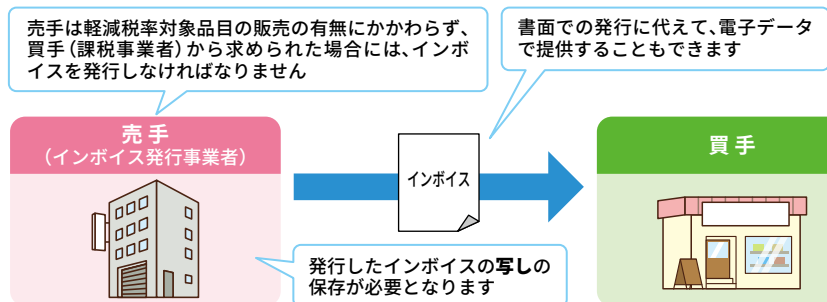 売手は軽減税率対象品目の販売の有無にかかわらず、
買手（課税事業者）から求められた場合には、インボ
イスを発行しなければなりません
書面での発行に代えて、電子データ
で提供することもできます
売 手
（インボイス発行事業者）
インボイス
買 手
発行したインボイスの写しの
保存が必要となります